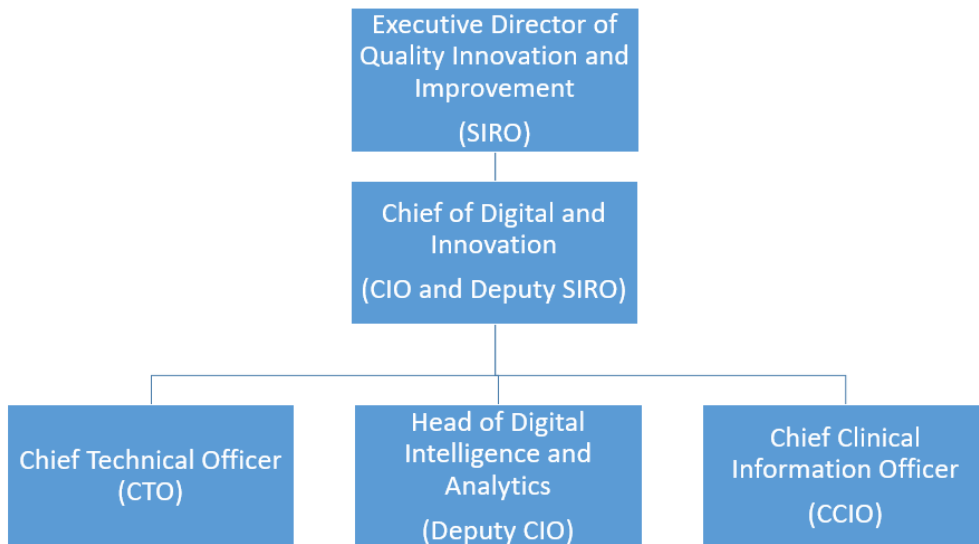 Executive Director of
Quality Innovation and
Improvement
(SIRO)
Chief of Digital and
Innovation
(CIO and Deputy SIRO)
Chief Technical Officer
(CTO)
Head of Digital
Intelligence and
Analytics
(Deputy CIO)
Chief Clinical
Information Officer
(CCIO)